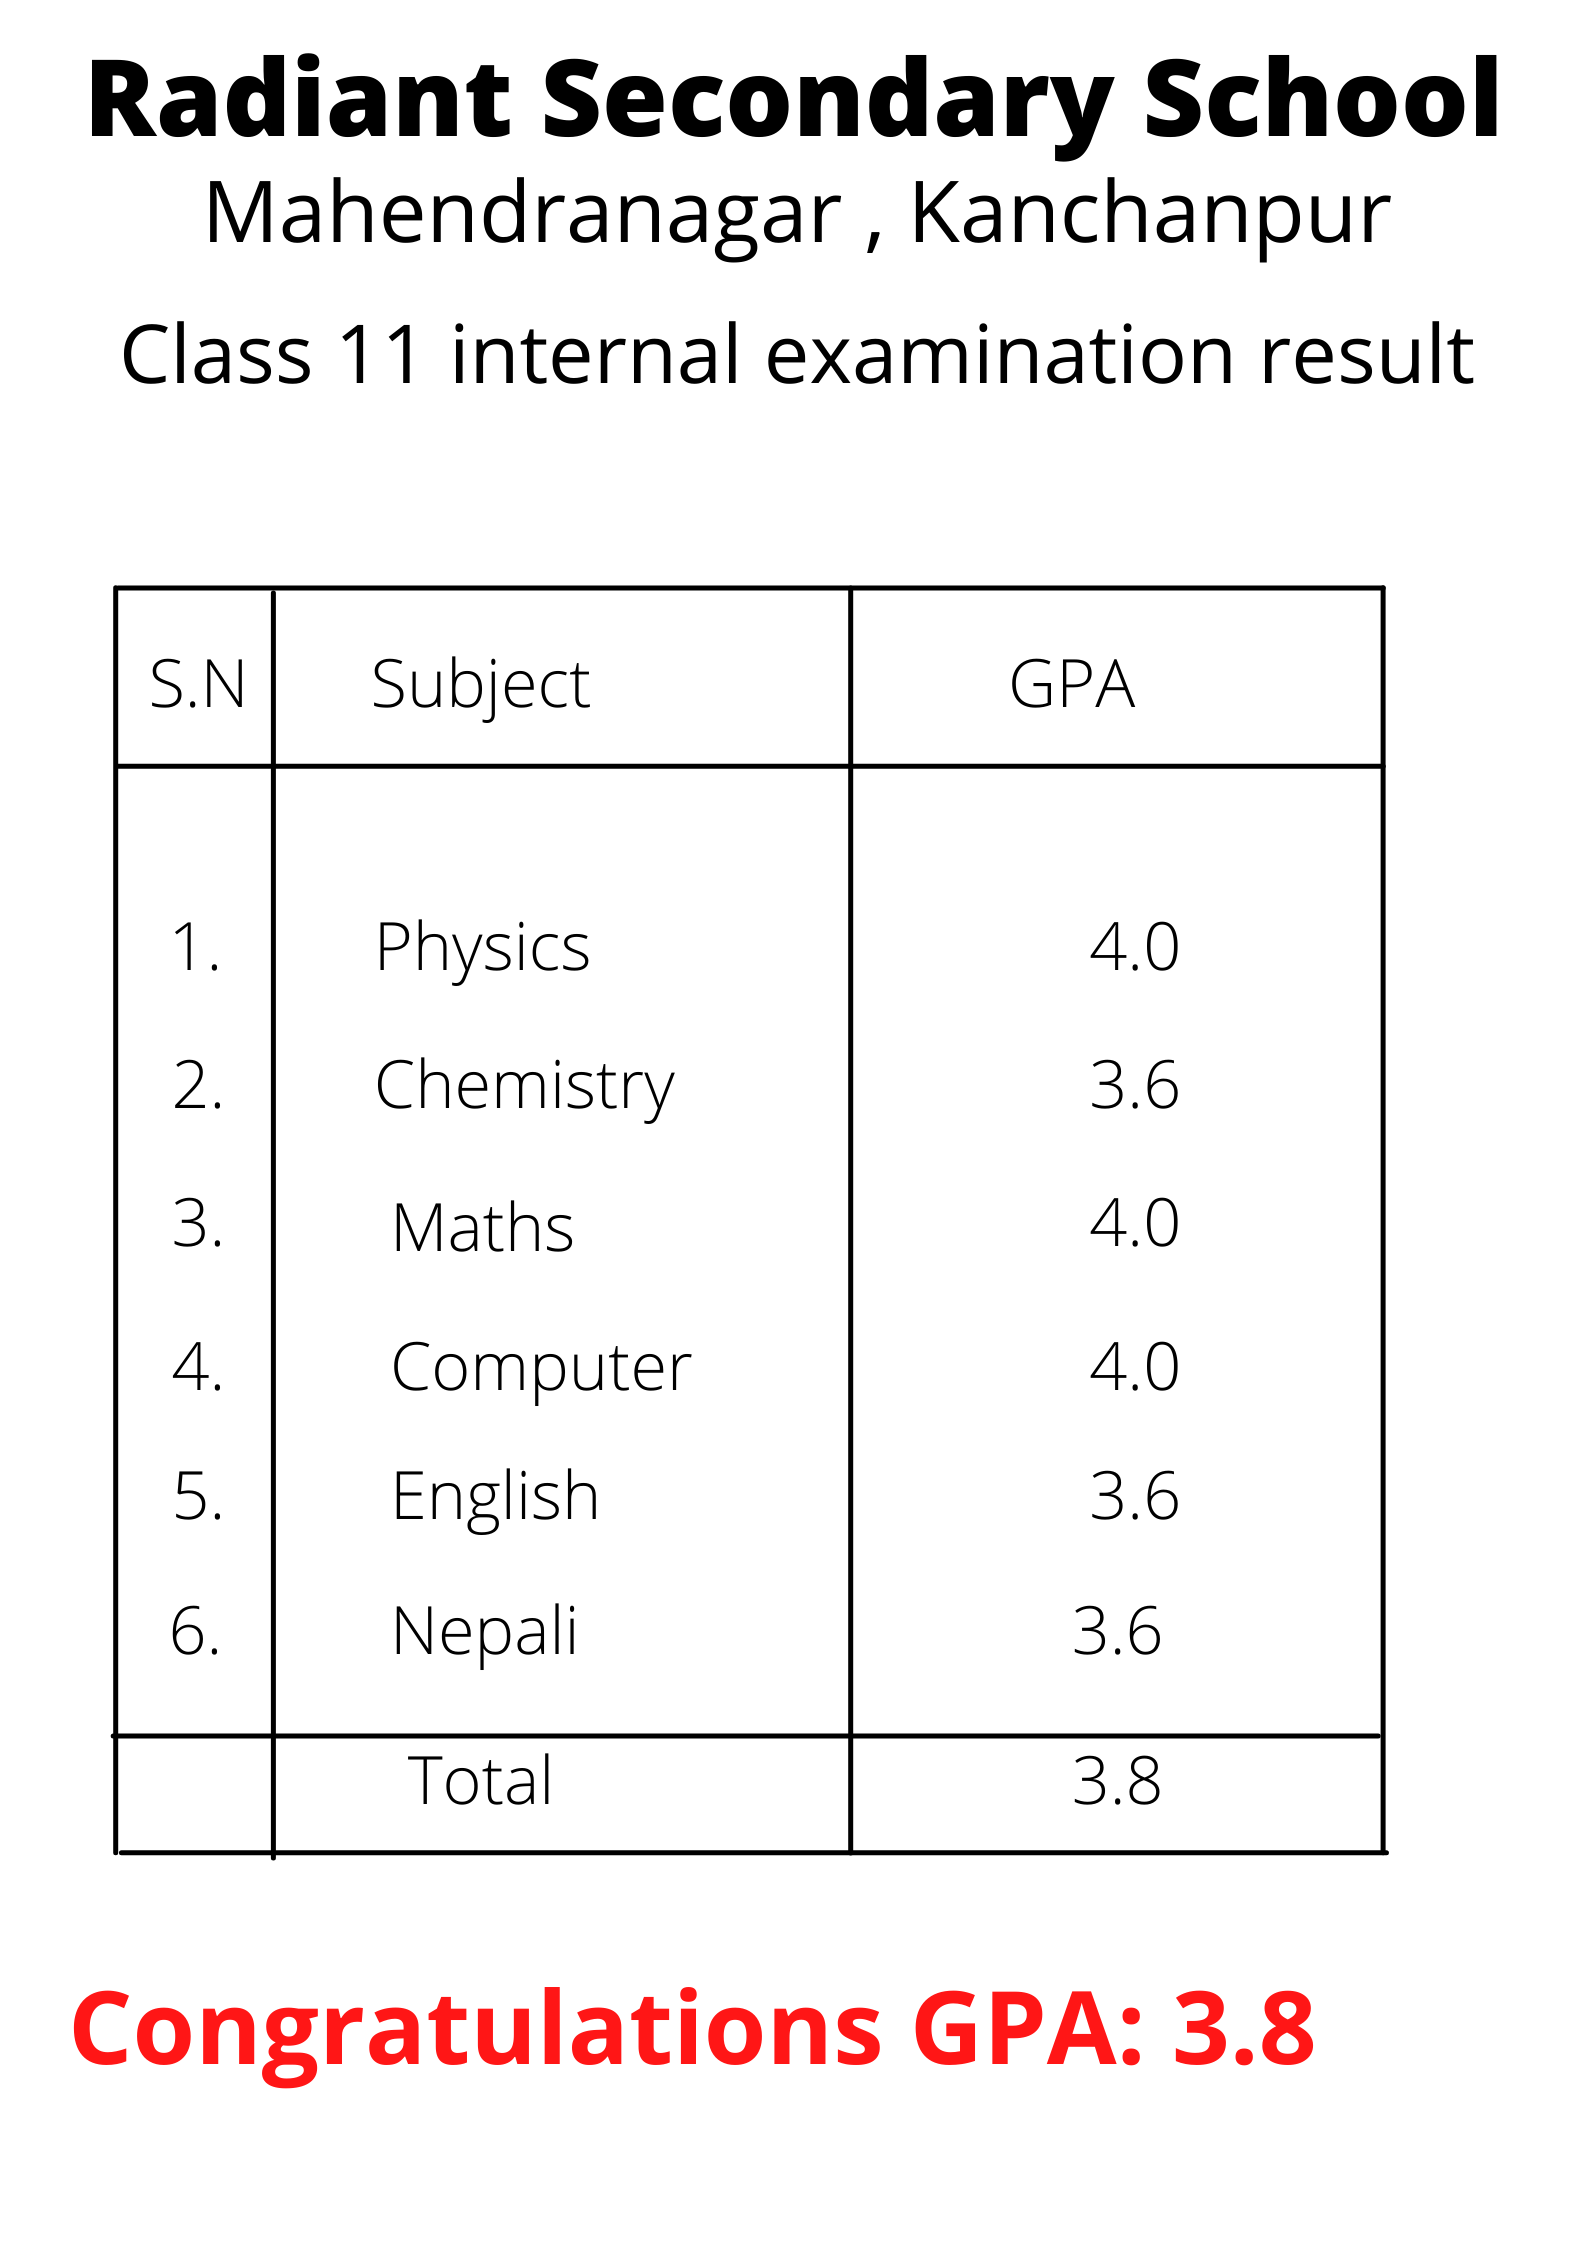 Radiant Secondary School
Mahendranagar , Kanchanpur
Class 11 internal examination result
S.N Subject GPA
1. Physics 4.0
2. Chemistry 3.6
3. Maths 4.0
4. Computer 4.0
5. English 3.6
6. Nepali 3.6
Total 3.8
Congratulations GPA: 3.8